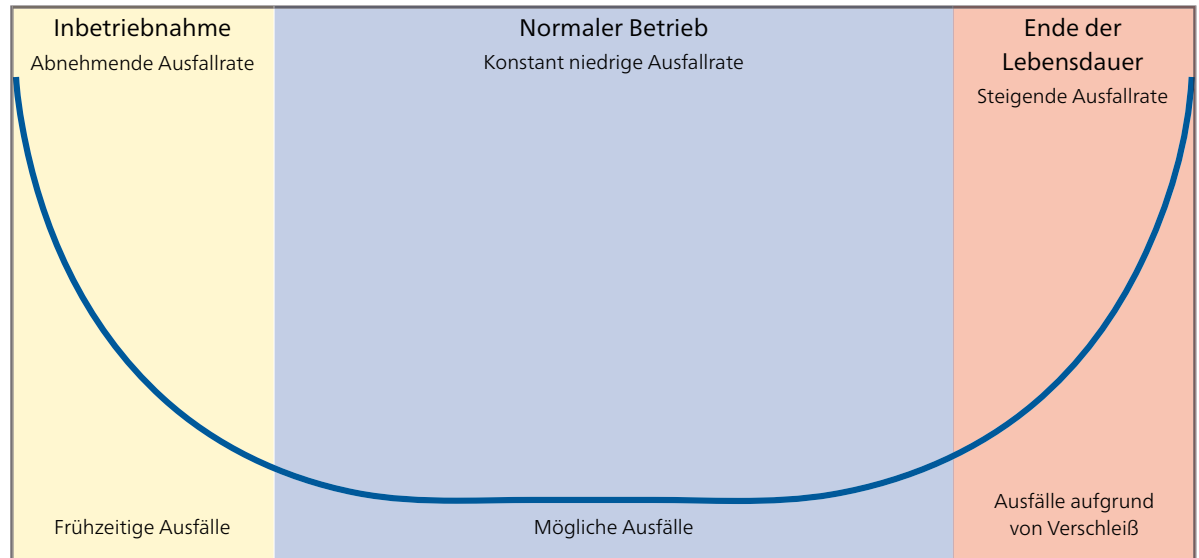 Inbetriebnahme
Abnehmende Ausfallrate
Normaler Betrieb
Konstant niedrige Ausfallrate
Ende der
Lebensdauer
Steigende Ausfallrate
Frühzeitige Ausfälle
Mögliche Ausfälle
Ausfälle aufgrund
von Verschleiß